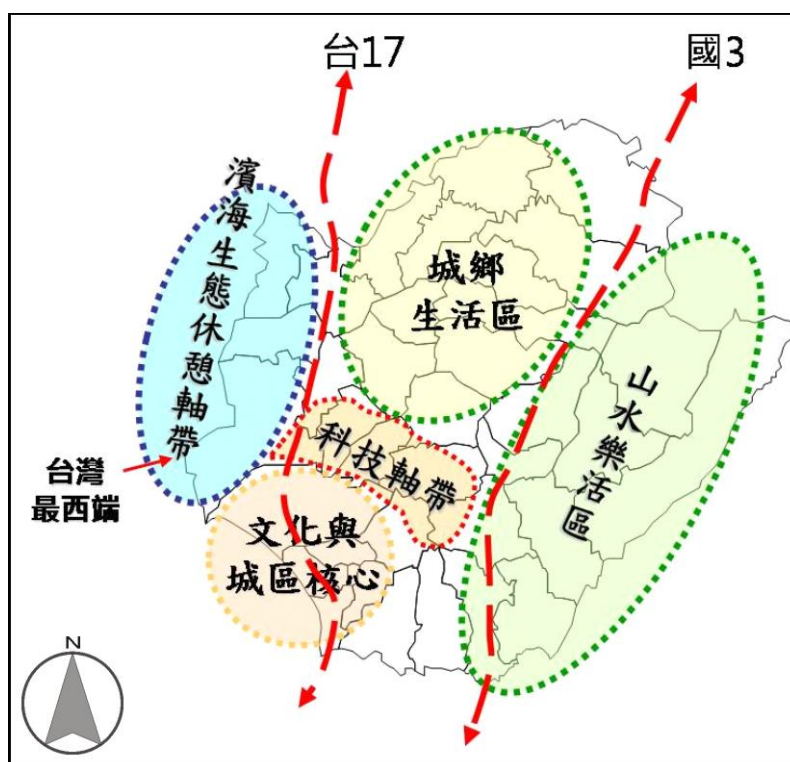 台17
國3
濱海生態休憩軸帶
城鄉
生活區
山水樂活區
科技軸帶
台灣
最西端
文化與
城區核心
N